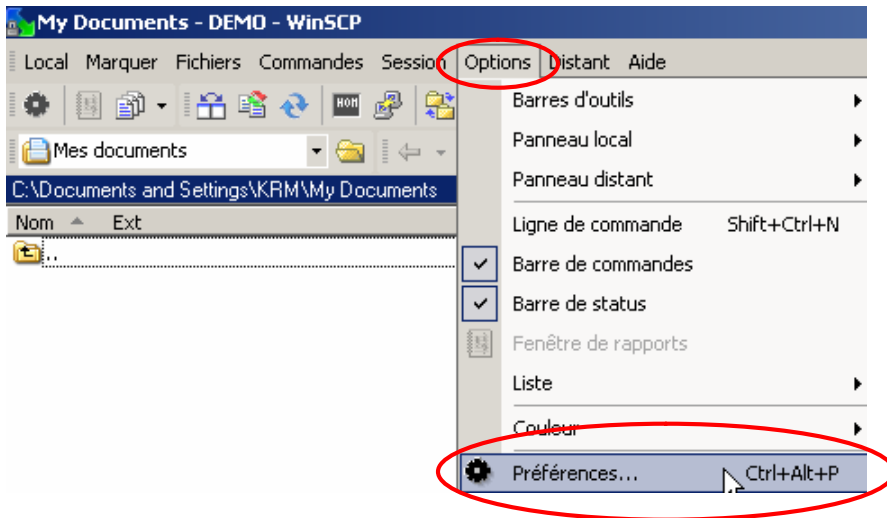 My Documents - DEMO - WinSCP
Local Marquer Fichiers Commandes Session Options Distant Aide
HOM
Mes documents
C:\Documents and Settings\KRM\My Documents
Nom Ext
..
Barres d'outils
Panneau local
Panneau distant
Ligne de commande Shift+Ctrl+N
Barre de commandes
Barre de status
Fenêtre de rapports
Liste
Couleur
Préférences... Ctrl+Alt+P